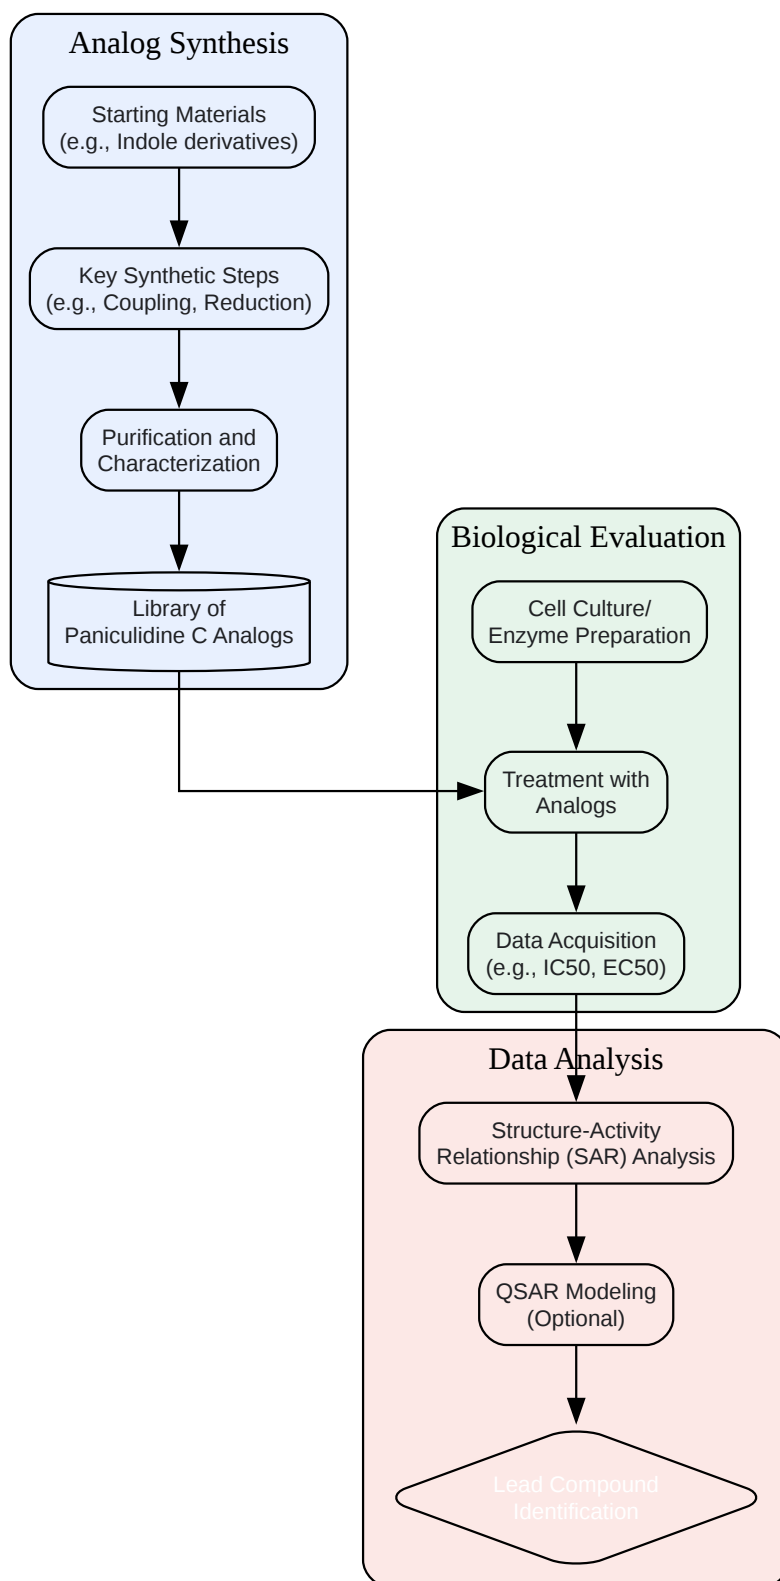 Analog Synthesis
Starting Materials
(e.g., Indole derivatives)
Key Synthetic Steps
(e.g., Coupling, Reduction)
Purification and
Characterization
Library of
Paniculidine C Analogs
Biological Evaluation
Cell Culture/
Enzyme Preparation
Treatment with
Analogs
Data Acquisition
(e.g., IC50, EC50)
Data Analysis
Structure-Activity
Relationship (SAR) Analysis
QSAR Modeling
(Optional)
Lead Compound
Identification